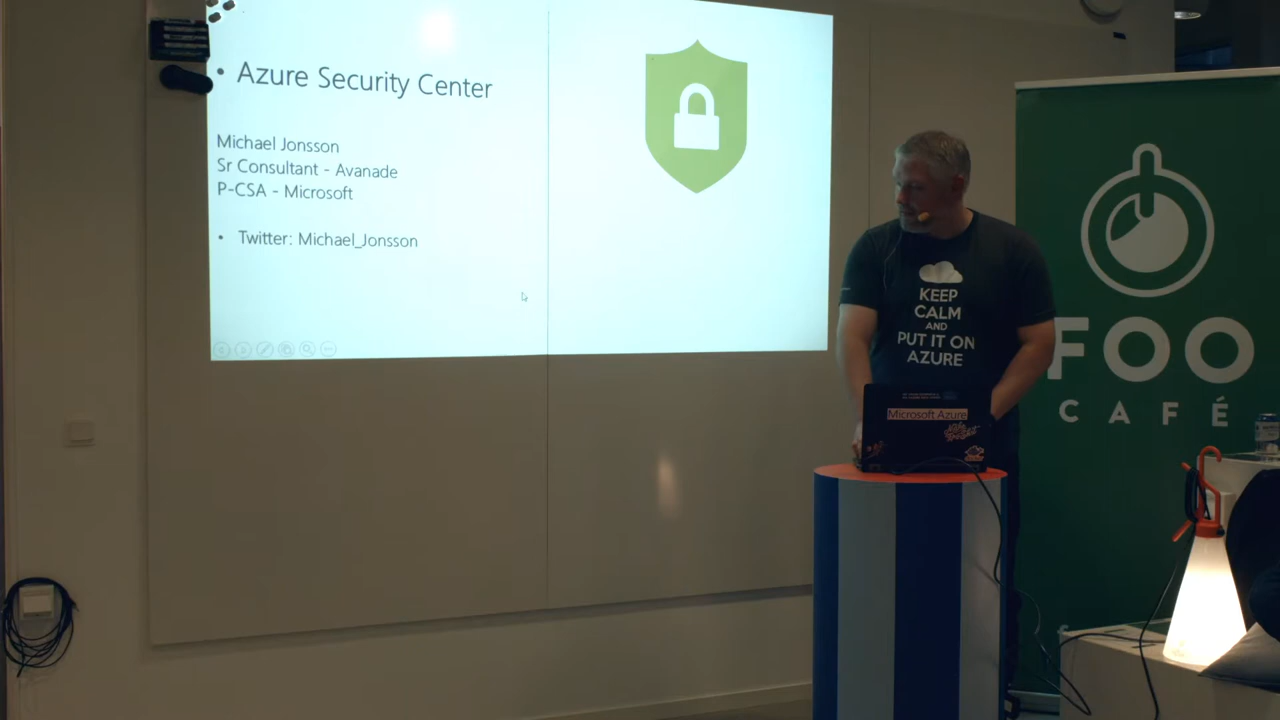 • Azure Security Center
Michael Jonsson
Sr Consultant - Avanade
P-CSA - Microsoft
• Twitter: Michael_Jonsson
KEEP
CALM
AND
PUT IT ON
AZURE
Microsoft Azure
FOO
CAFÉ